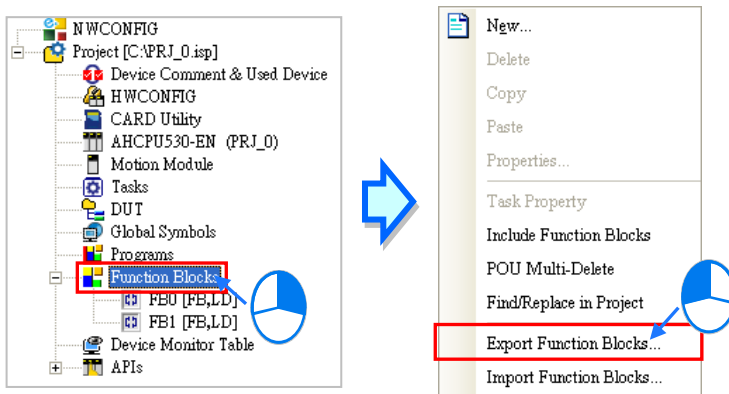 NWCONFIG
Project [C:\PRJ_0.isp]
Device Comment & Used Device
HWCONFIG
CARD Utility
AHCPU530-EN (PRJ_0)
Motion Module
Tasks
DUT
Global Symbols
Programs
Function Blocks
FB0 [FB,LD]
FB1 [FB,LD]
Device Monitor Table
APIs
New...
Delete
Copy
Paste
Properties...
Task Property
Include Function Blocks
POU Multi-Delete
Find/Replace in Project
Export Function Blocks...
Import Function Blocks...